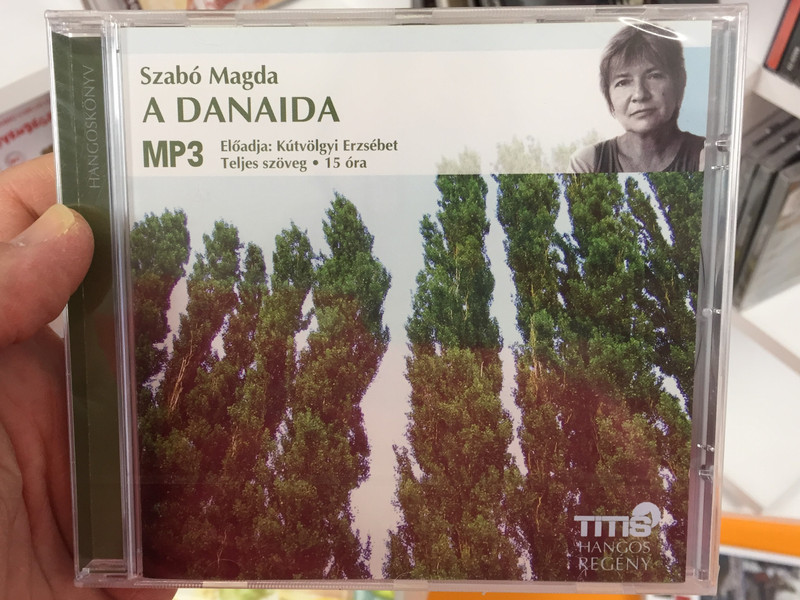 HANGOSKÖNYV
Szabó Magda
A DANAIDA
MP3
Előadja: Kútvölgyi Erzsébet
Teljes szöveg • 15 óra
TITIS
HANGOS
REGÉNY